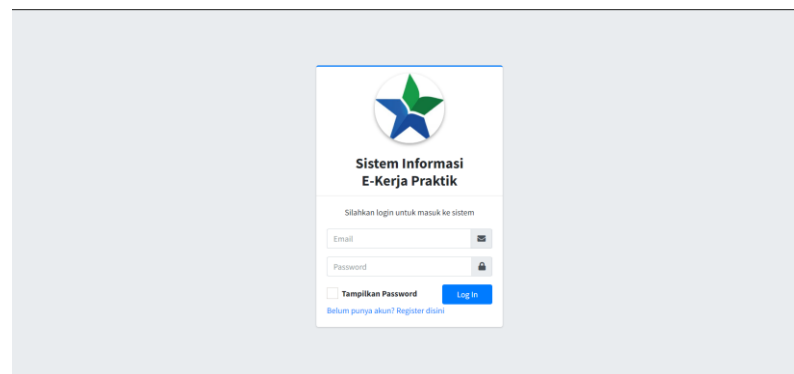 Sistem Informasi
E-Kerja Praktik
Silahkan login untuk masuk ke sistem
Email
Password
Tampilkan Password
Log In
Belum punya akun? Register disini